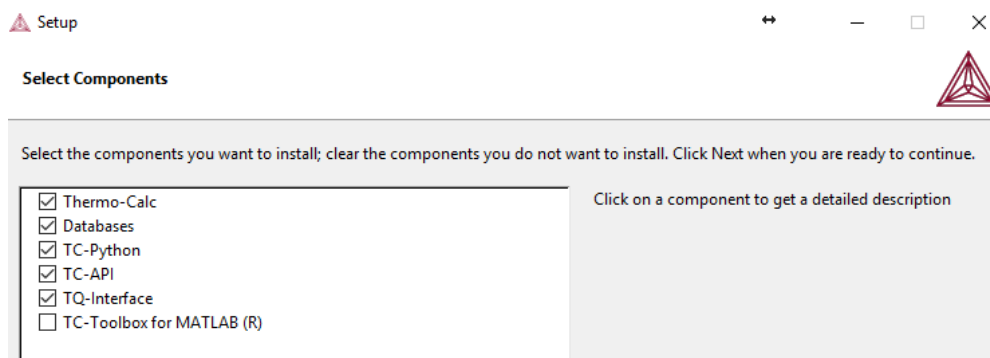 Setup
Select Components
Select the components you want to install; clear the components you do not want to install. Click Next when you are ready to continue.
Thermo-Calc
Click on a component to get a detailed description
Databases
TC-Python
TC-API
TQ-Interface
TC-Toolbox for MATLAB (R)